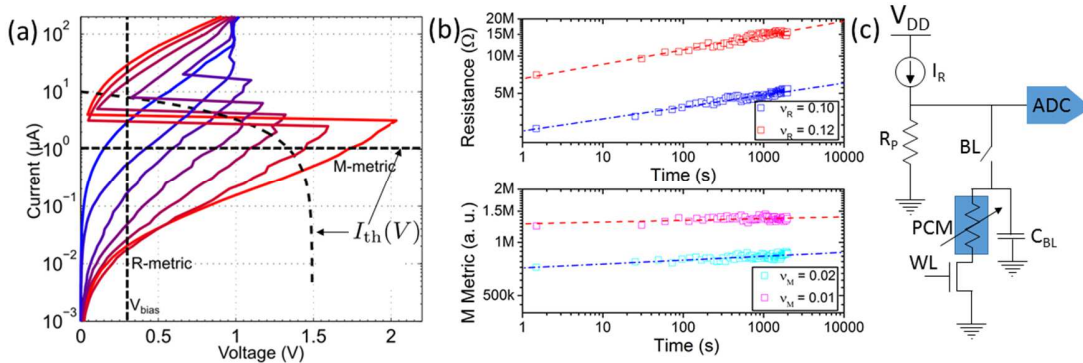 (a)
Current (µA)
10²
10¹
10⁰
10⁻¹
10⁻²
10⁻³
M-metric
I_th(V)
R-metric
V_bias
0
0.5
1.0
1.5
2.0
Voltage (V)
(b)
Resistance (Ω)
20M
10M
5M
ν_R = 0.10
ν_R = 0.12
1
10
100
1000
10000
Time (s)
M Metric (a. u.)
2M
1.5M
1M
500k
ν_M = 0.02
ν_M = 0.01
1
10
100
1000
10000
Time (s)
(c)
V_DD
I_R
ADC
R_P
BL
PCM
C_BL
WL